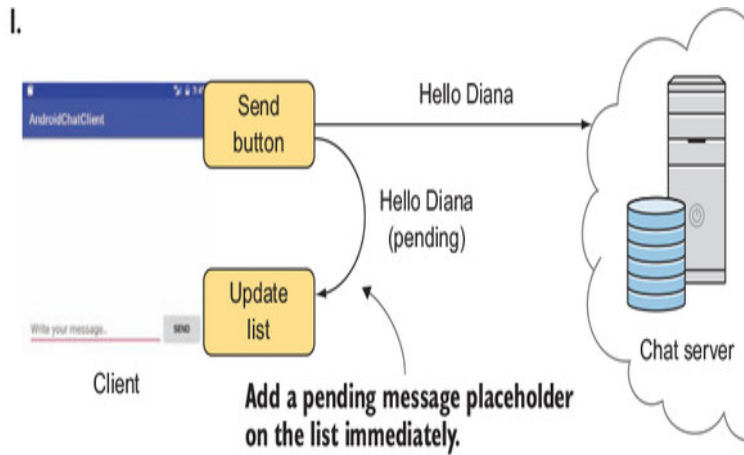 I.
AndroidChatClient
Send
button
Hello Diana
Hello Diana
(pending)
Update
list
Write your message..
SEND
Client
Chat server
Add a pending message placeholder
on the list immediately.